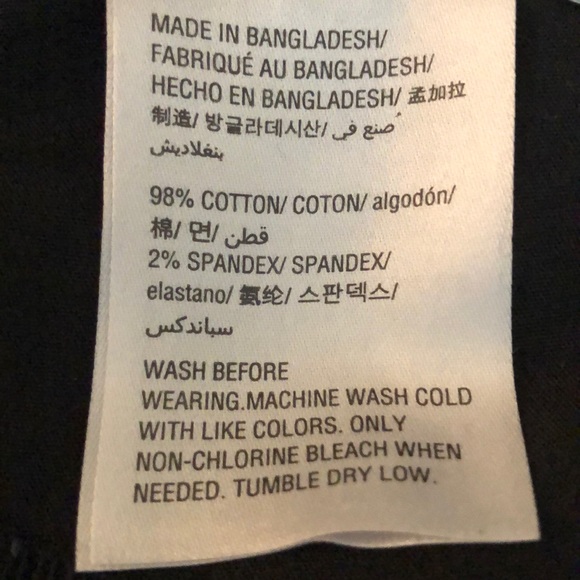 MADE IN BANGLADESH/
FABRIQUÉ AU BANGLADESH/
HECHO EN BANGLADESH/ 孟加拉
制造/ 방글라데시산/ صُنع في
بنغلاديش
98% COTTON/ COTON/ algodón/
棉/ 면/ قطن
2% SPANDEX/ SPANDEX/
elastano/ 氨纶/ 스판덱스/
سباندكس
WASH BEFORE
WEARING.MACHINE WASH COLD
WITH LIKE COLORS. ONLY
NON-CHLORINE BLEACH WHEN
NEEDED. TUMBLE DRY LOW.